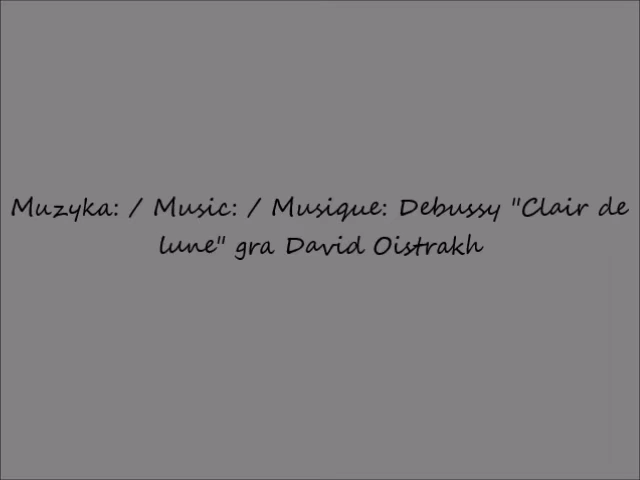 Muzyka: / Music: / Musique: Debussy "Clair de
lune" gra David Oistrakh